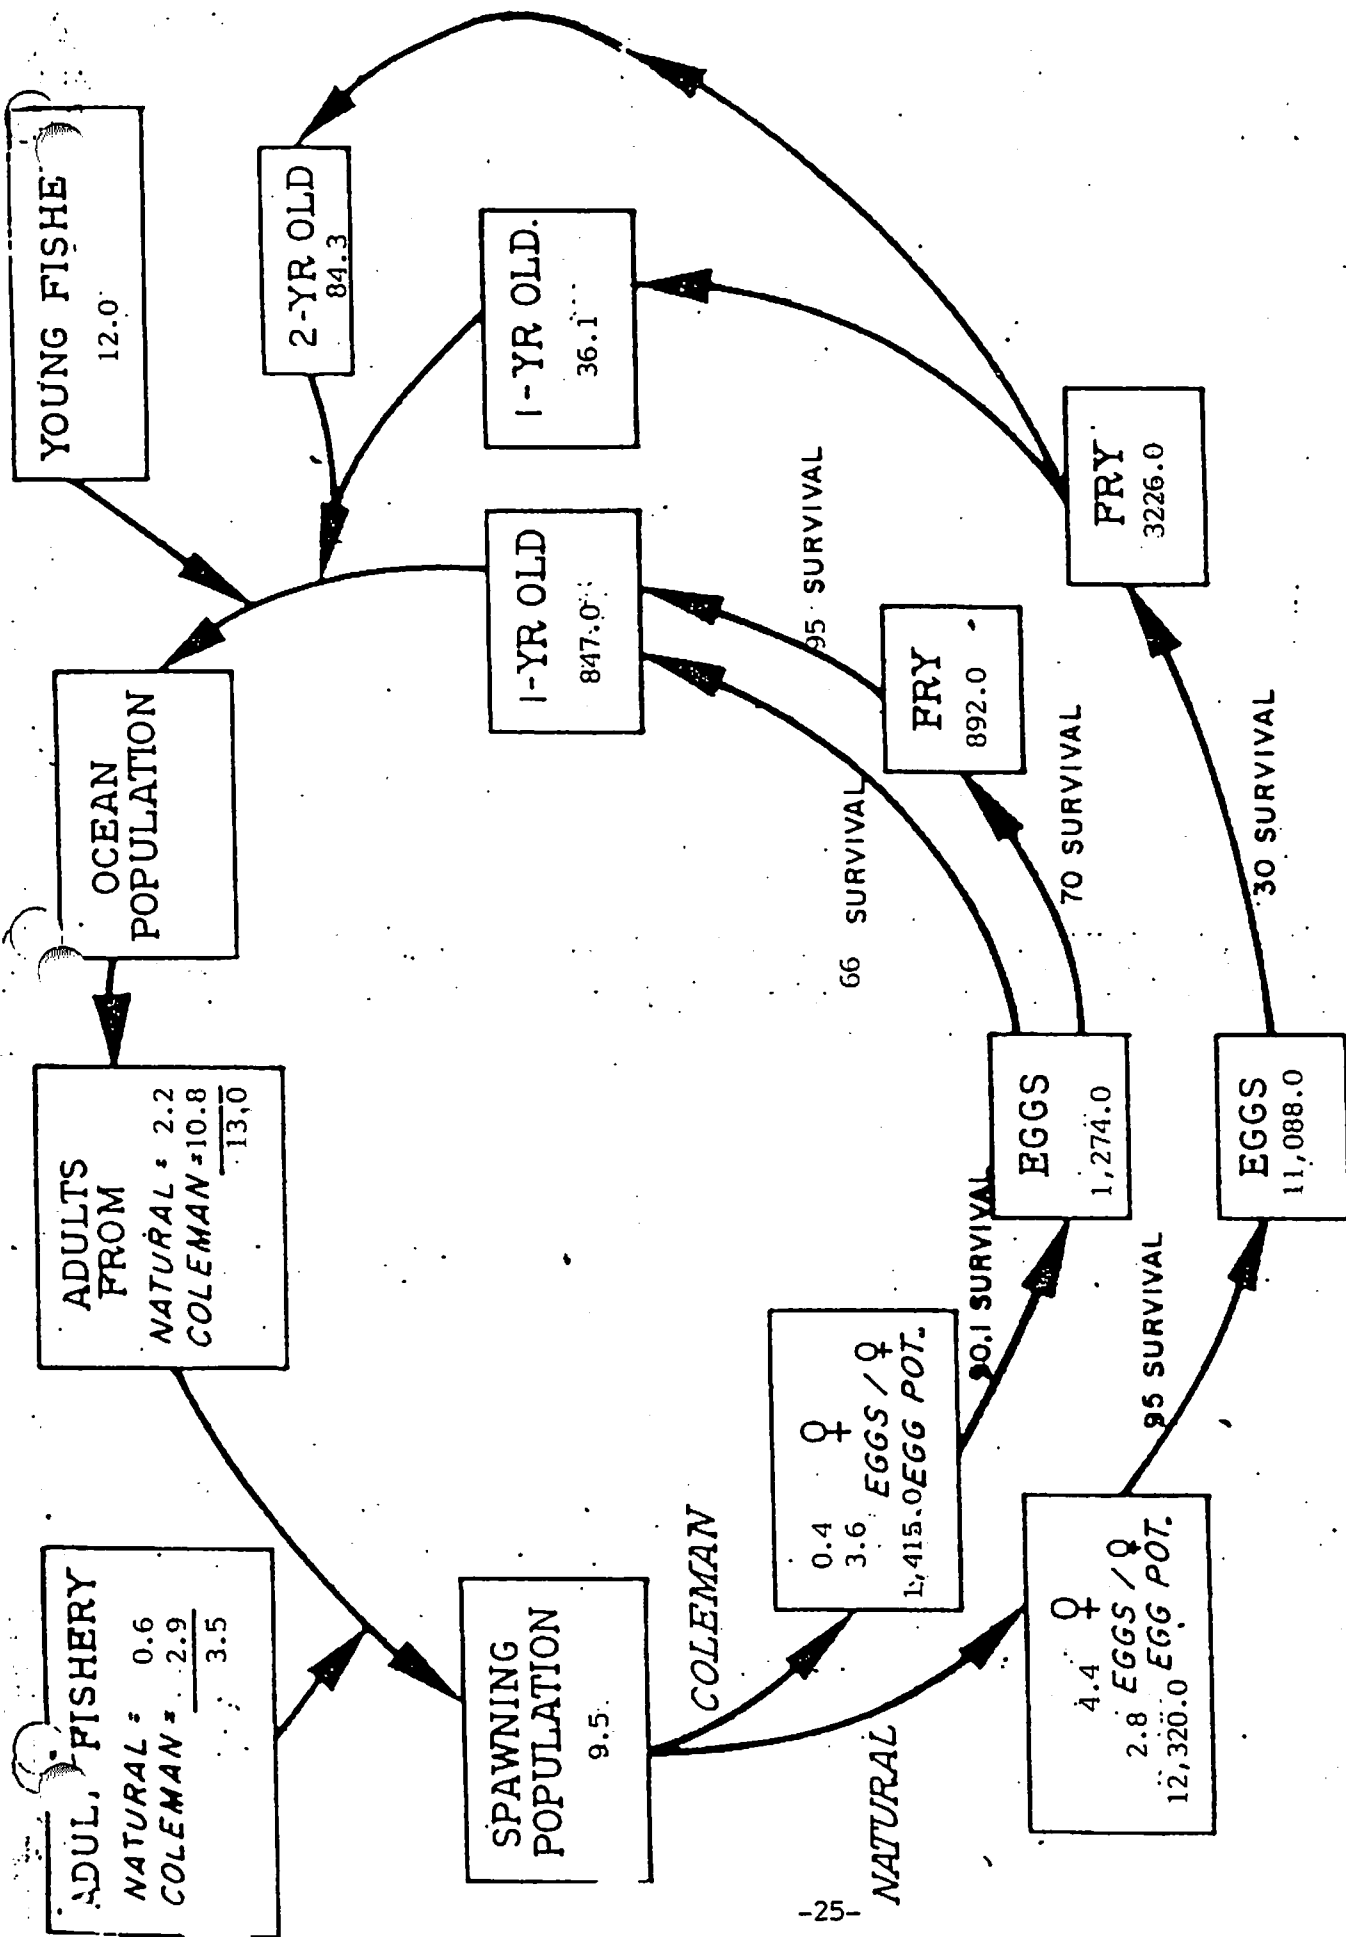 ADUL, FISHERY
NATURAL = 0.6
COLEMAN = 2.9
3.5
ADULTS
FROM
NATURAL = 2.2
COLEMAN = 10.8
13.0
OCEAN
POPULATION
YOUNG FISHE
12.0
2-YR OLD
84.3
1-YR OLD.
36.1
1-YR OLD
847.0
SPAWNING
POPULATION
9.5
COLEMAN
NATURAL
0.4 ♀
3.6 EGGS / ♀
1,415.0 EGG POT.
90.1 SURVIVAL
EGGS
1,274.0
66 SURVIVAL
70 SURVIVAL
FRY
892.0
95 SURVIVAL
4.4 ♀
2.8 EGGS / ♀
12,320.0 EGG POT.
95 SURVIVAL
EGGS
11,088.0
30 SURVIVAL
FRY
3226.0
-25-